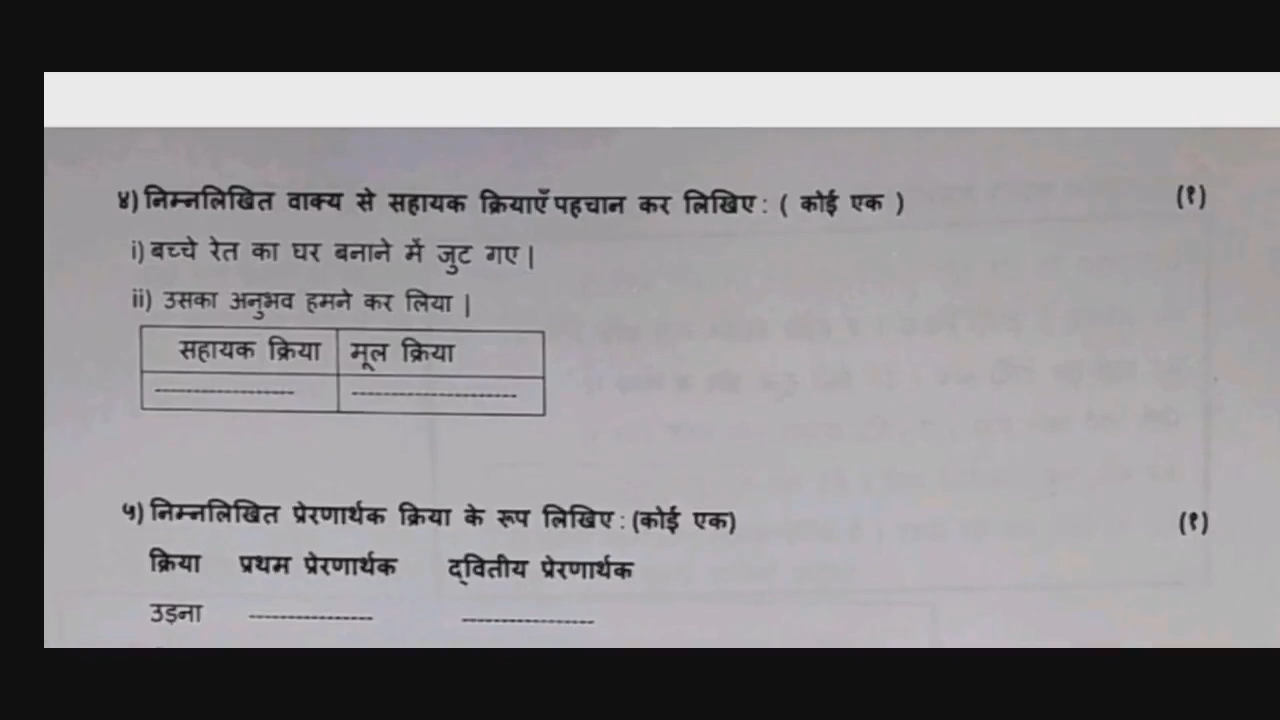 ४) निम्नलिखित वाक्य से सहायक क्रियाएँ पहचान कर लिखिए : ( कोई एक ) (१)
i) बच्चे रेत का घर बनाने में जुट गए |
ii) उसका अनुभव हमने कर लिया |
सहायक क्रिया मूल क्रिया
५) निम्नलिखित प्रेरणार्थक क्रिया के रूप लिखिए : (कोई एक) (१)
क्रिया प्रथम प्रेरणार्थक द्वितीय प्रेरणार्थक
उड़ना